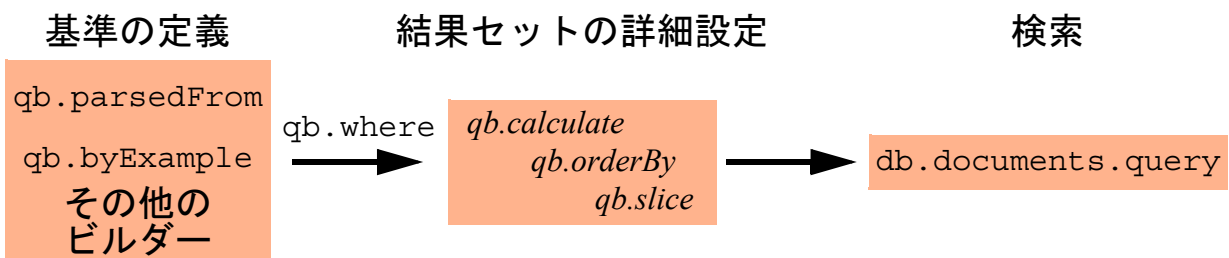 基準の定義
結果セットの詳細設定
検索
qb.parsedFrom
qb.byExample
その他の
ビルダー
qb.where
qb.calculate
qb.orderBy
qb.slice
db.documents.query